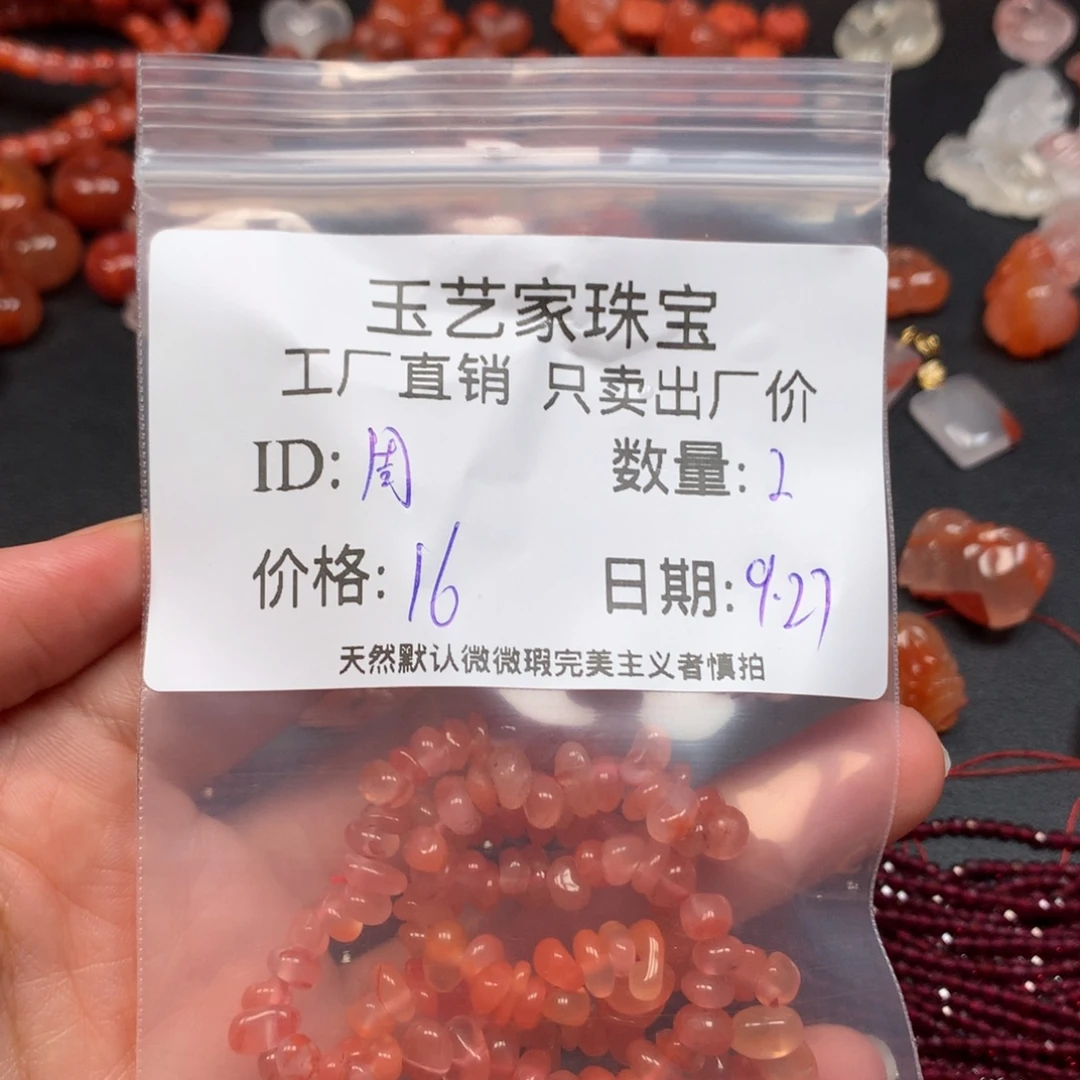 玉艺家珠宝
工厂直销 只卖出厂价
ID: 周 数量: 2
价格: 16 日期: 9.27
天然默认微微瑕完美主义者慎拍